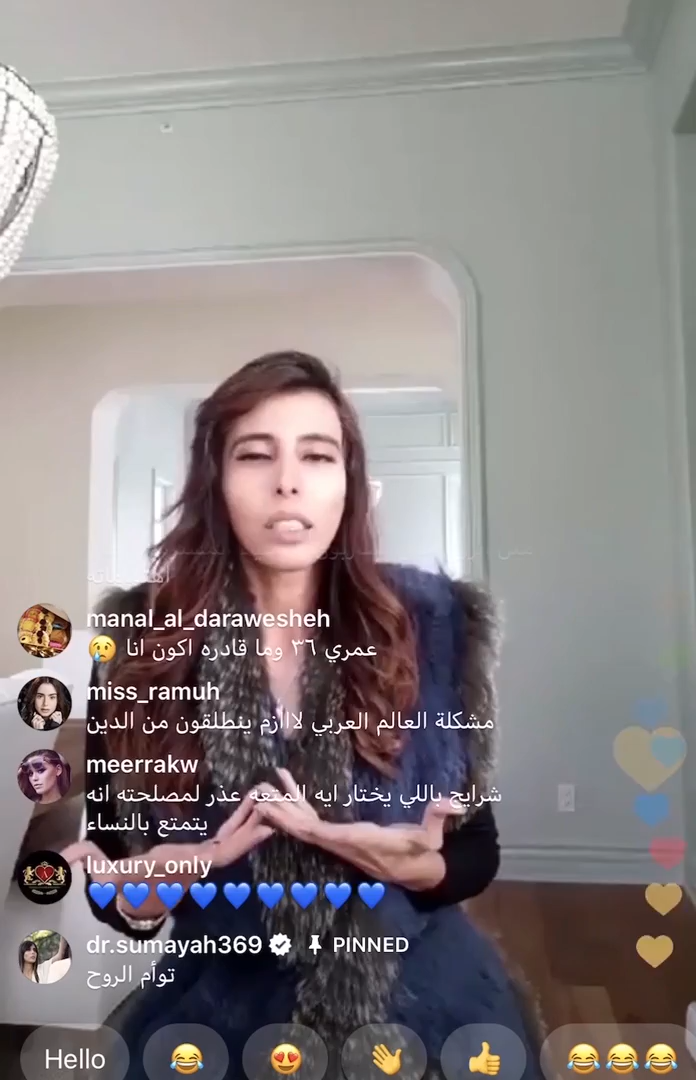 اهتماماته
manal_al_darawesheh
عمري ٣٦ وما قادره اكون انا 😢
miss_ramuh
مشكلة العالم العربي لاازم ينطلقون من الدين
meerrakw
شرايج باللي يختار ايه المتعه عذر لمصلحته انه
يتمتع بالنساء
luxury_only
💙💙💙💙💙💙💙💙💙
dr.sumayah369 PINNED
توأم الروح
Hello 😂 😍 👋 👍 😂😂😂